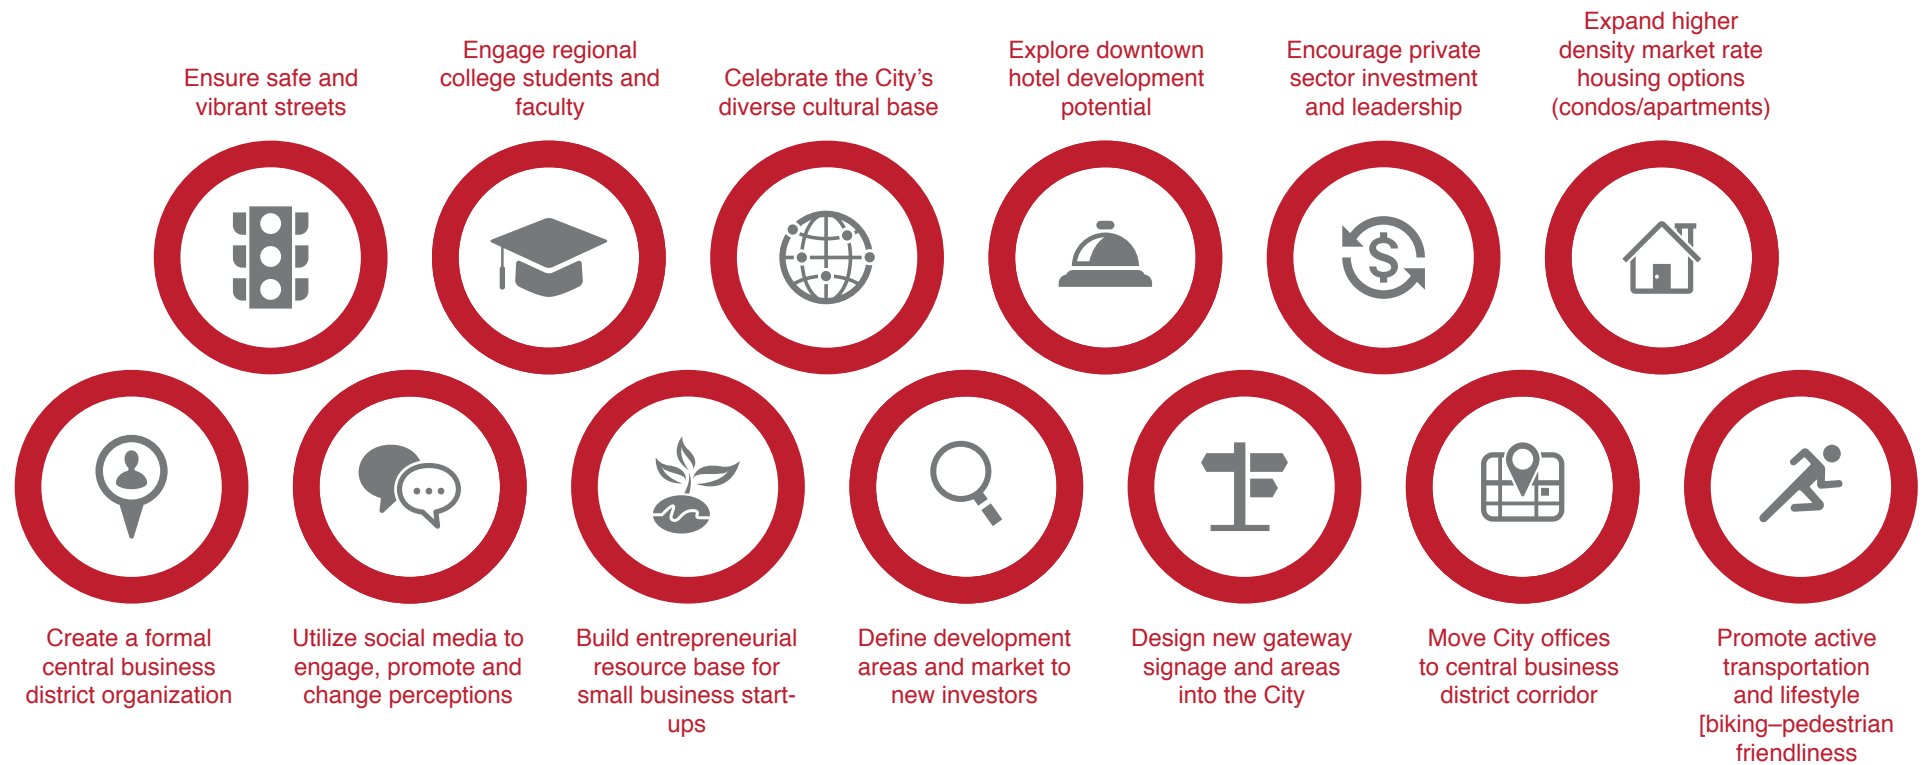 Ensure safe and
vibrant streets
Engage regional
college students and
faculty
Celebrate the City’s
diverse cultural base
Explore downtown
hotel development
potential
Encourage private
sector investment
and leadership
Expand higher
density market rate
housing options
(condos/apartments)
Create a formal
central business
district organization
Utilize social media to
engage, promote and
change perceptions
Build entrepreneurial
resource base for
small business start-
ups
Define development
areas and market to
new investors
Design new gateway
signage and areas
into the City
Move City offices
to central business
district corridor
Promote active
transportation
and lifestyle
[biking–pedestrian
friendliness